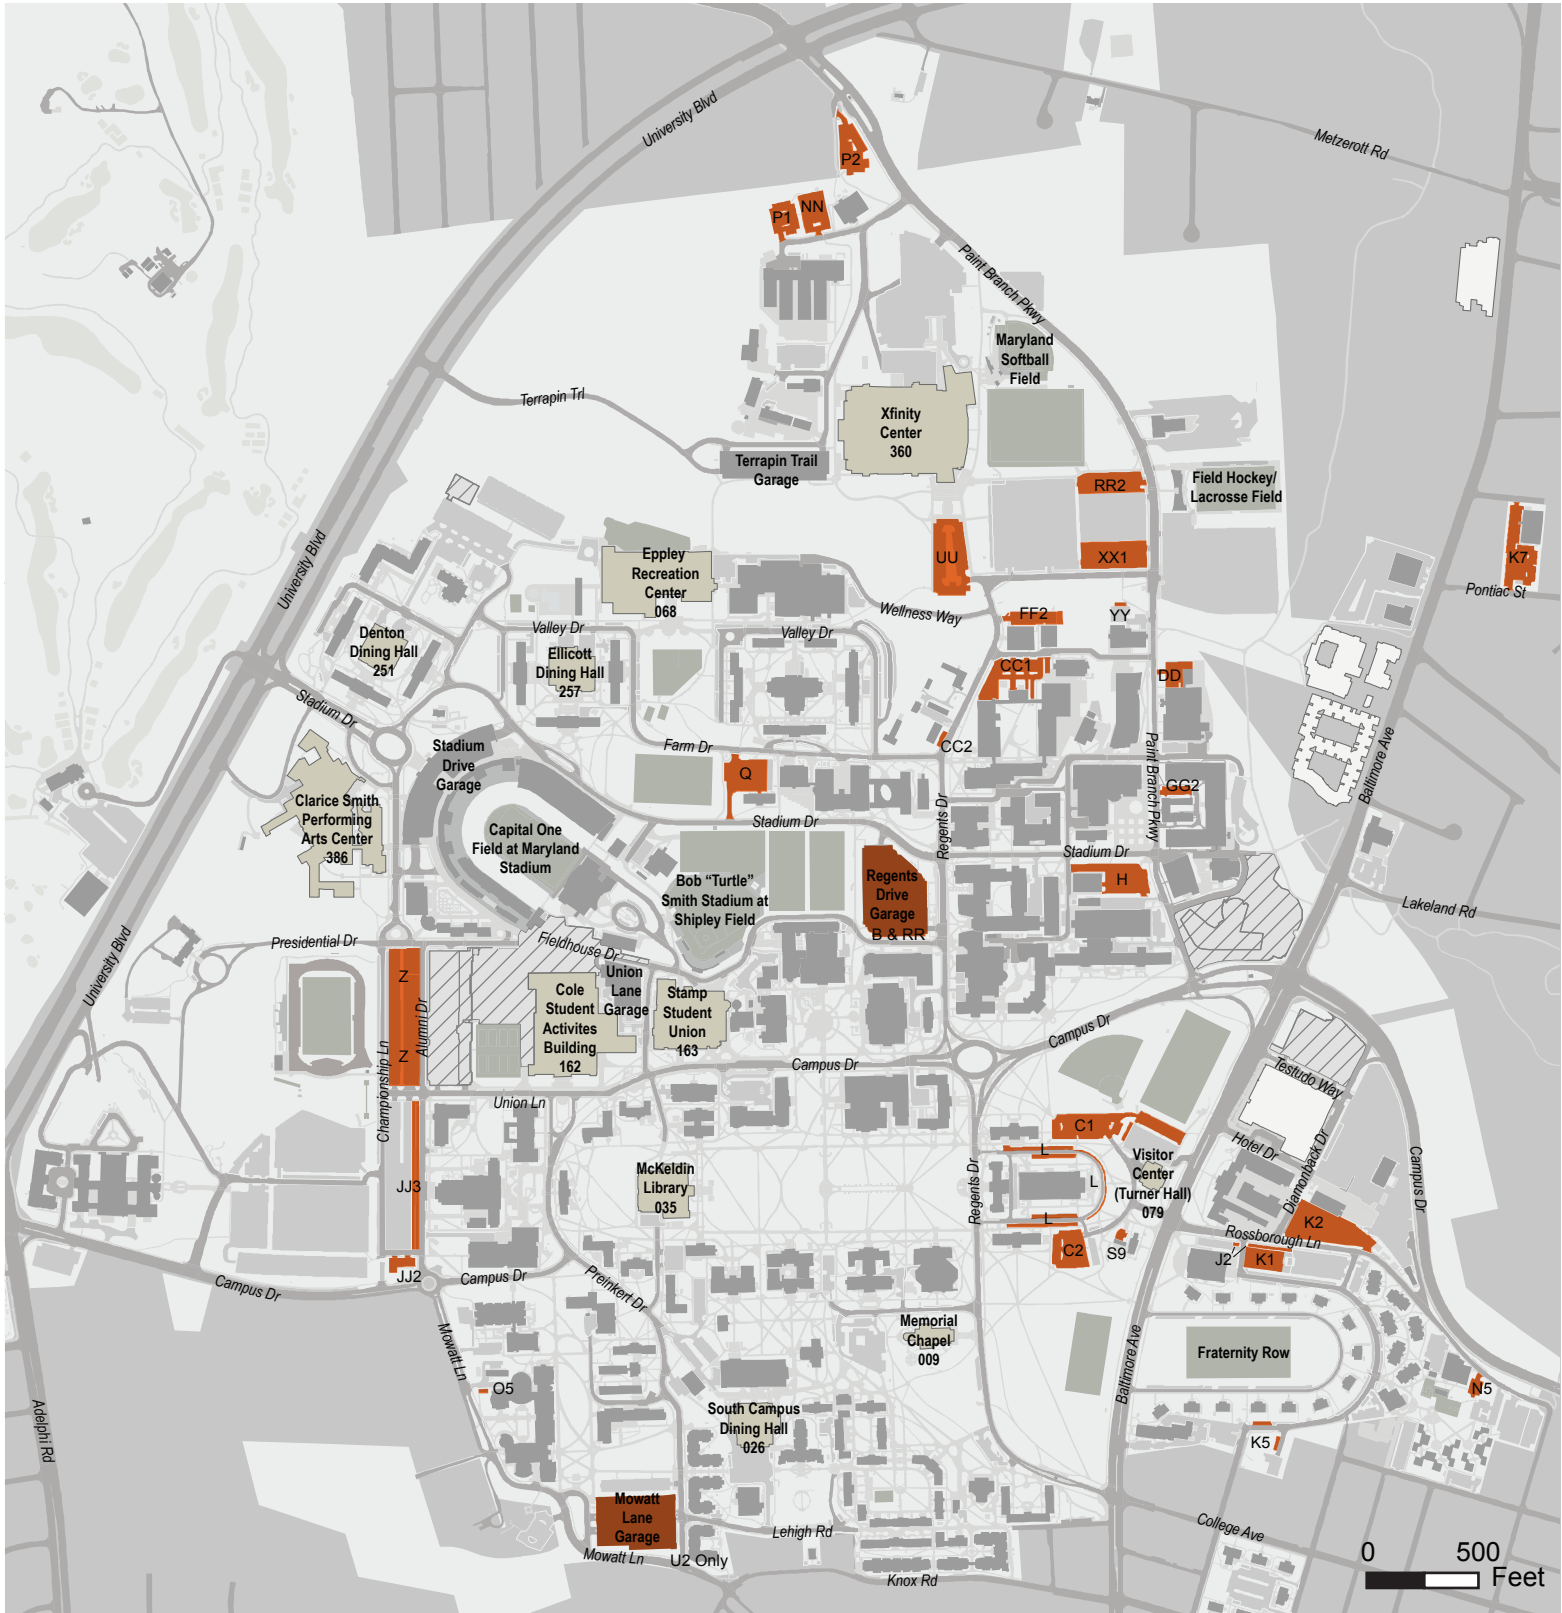 University Blvd
Metzerott Rd
P2
P1
NN
Paint Branch Pkwy
Maryland
Softball
Field
Terrapin Trl
Xfinity
Center
360
Terrapin Trail
Garage
RR2
Field Hockey/
Lacrosse Field
University Blvd
Eppley
Recreation
Center
068
UU
XX1
K7
Pontiac St
Wellness Way
FF2
YY
Denton
Dining Hall
251
Valley Dr
Valley Dr
Ellicott
Dining Hall
257
CC1
DD
Stadium Dr
Stadium
Drive
Garage
Farm Dr
CC2
Q
Paint Branch Pkwy
GG2
Baltimore Ave
Clarice Smith
Performing
Arts Center
386
Capital One
Field at Maryland
Stadium
Stadium Dr
Regents Dr
Stadium Dr
Bob “Turtle”
Smith Stadium at
Shipley Field
Regents
Drive
Garage
B & RR
H
Lakeland Rd
University Blvd
Presidential Dr
Fieldhouse Dr
Z
Z
Alumni Dr
Championship Ln
Union
Lane
Garage
Cole
Student
Activites
Building
162
Stamp
Student
Union
163
Campus Dr
Campus Dr
Testudo Way
Union Ln
C1
L
L
L
Visitor
Center
(Turner Hall)
079
Hotel Dr
Diamonback Dr
Campus Dr
McKeldin
Library
035
Regents Dr
JJ3
K2
Rossborough Ln
C2
S9
J2
K1
JJ2
Campus Dr
Campus Dr
Preinkert Dr
Memorial
Chapel
009
Mowatt Ln
Baltimore Ave
Fraternity Row
O5
N5
Adelphi Rd
South Campus
Dining Hall
026
K5
Mowatt
Lane
Garage
Lehigh Rd
College Ave
Mowatt Ln
U2 Only
Knox Rd
0 500
Feet